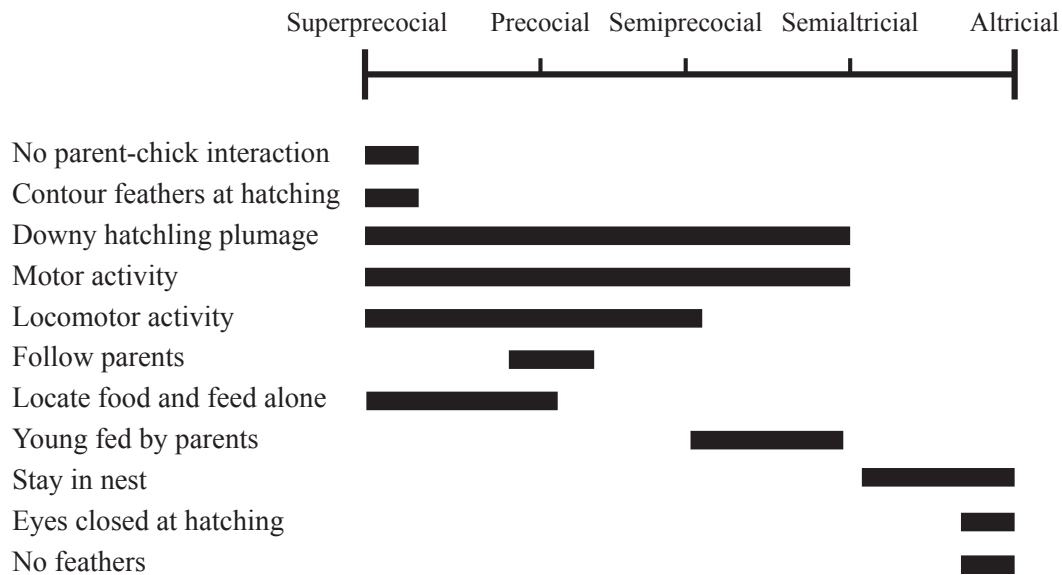 Superprecocial Precocial Semiprecocial Semialtricial Altricial
No parent-chick interaction
Contour feathers at hatching
Downy hatchling plumage
Motor activity
Locomotor activity
Follow parents
Locate food and feed alone
Young fed by parents
Stay in nest
Eyes closed at hatching
No feathers